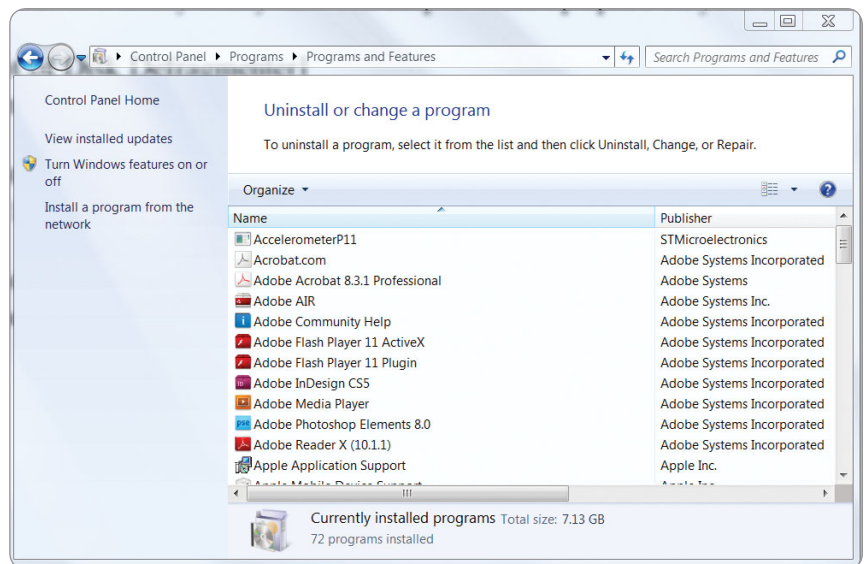 Control Panel ▸ Programs ▸ Programs and Features
Search Programs and Features
Control Panel Home
View installed updates
Turn Windows features on or
off
Install a program from the
network
Uninstall or change a program
To uninstall a program, select it from the list and then click Uninstall, Change, or Repair.
Organize
Name Publisher
AccelerometerP11 STMicroelectronics
Acrobat.com Adobe Systems Incorporated
Adobe Acrobat 8.3.1 Professional Adobe Systems
Adobe AIR Adobe Systems Inc.
Adobe Community Help Adobe Systems Incorporated
Adobe Flash Player 11 ActiveX Adobe Systems Incorporated
Adobe Flash Player 11 Plugin Adobe Systems Incorporated
Adobe InDesign CS5 Adobe Systems Incorporated
Adobe Media Player Adobe Systems Incorporated
pse Adobe Photoshop Elements 8.0 Adobe Systems Incorporated
Adobe Reader X (10.1.1) Adobe Systems Incorporated
Apple Application Support Apple Inc.
Apple Mobile Device Support Apple Inc.
Currently installed programs Total size: 7.13 GB
72 programs installed